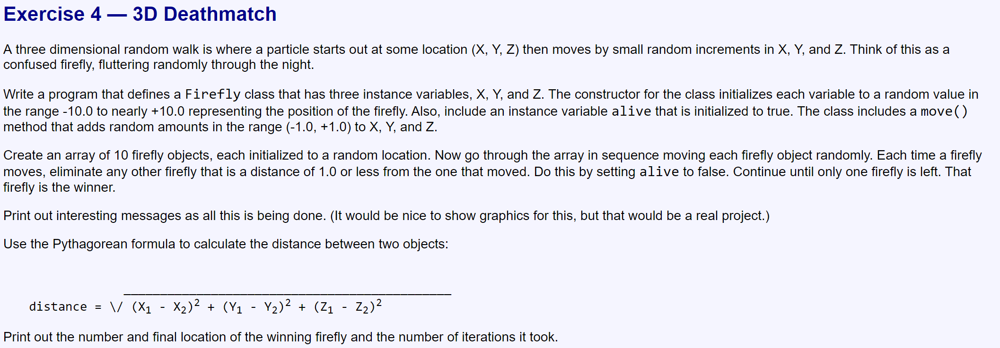 Exercise 4 — 3D Deathmatch
A three dimensional random walk is where a particle starts out at some location (X, Y, Z) then moves by small random increments in X, Y, and Z. Think of this as a
confused firefly, fluttering randomly through the night.
Write a program that defines a Firefly class that has three instance variables, X, Y, and Z. The constructor for the class initializes each variable to a random value in
the range -10.0 to nearly +10.0 representing the position of the firefly. Also, include an instance variable alive that is initialized to true. The class includes a move()
method that adds random amounts in the range (-1.0, +1.0) to X, Y, and Z.
Create an array of 10 firefly objects, each initialized to a random location. Now go through the array in sequence moving each firefly object randomly. Each time a firefly
moves, eliminate any other firefly that is a distance of 1.0 or less from the one that moved. Do this by setting alive to false. Continue until only one firefly is left. That
firefly is the winner.
Print out interesting messages as all this is being done. (It would be nice to show graphics for this, but that would be a real project.)
Use the Pythagorean formula to calculate the distance between two objects:
_____________________________________________
distance = \/ (X₁ - X₂)² + (Y₁ - Y₂)² + (Z₁ - Z₂)²
Print out the number and final location of the winning firefly and the number of iterations it took.